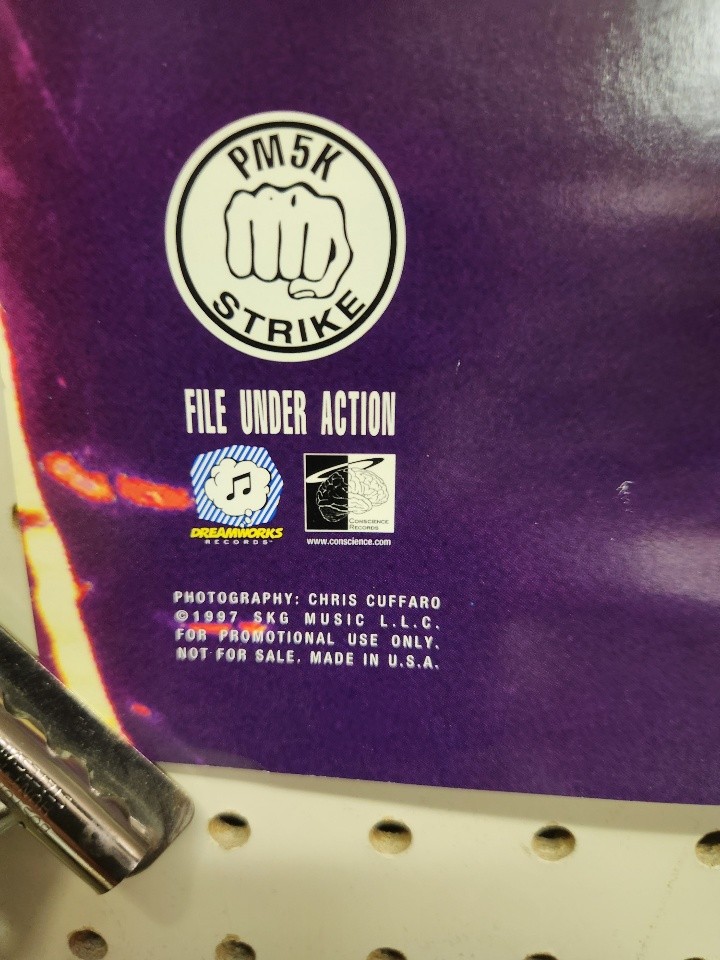 PM5K
STRIKE
FILE UNDER ACTION
DREAMWORKS
RECORDS™
CONSCIENCE
RECORDS
www.conscience.com
PHOTOGRAPHY: CHRIS CUFFARO
©1997 SKG MUSIC L.L.C.
FOR PROMOTIONAL USE ONLY.
NOT FOR SALE. MADE IN U.S.A.